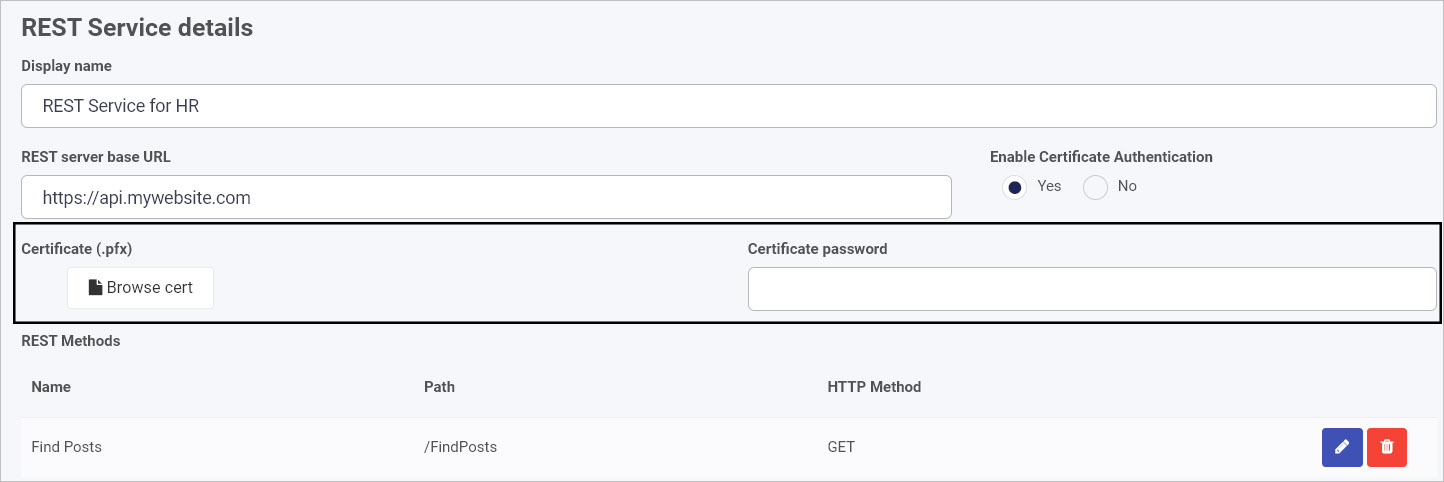 REST Service details
Display name
REST Service for HR
REST server base URL
Enable Certificate Authentication
https://api.mywebsite.com
Yes No
Certificate (.pfx)
Certificate password
Browse cert
REST Methods
Name Path HTTP Method
Find Posts /FindPosts GET